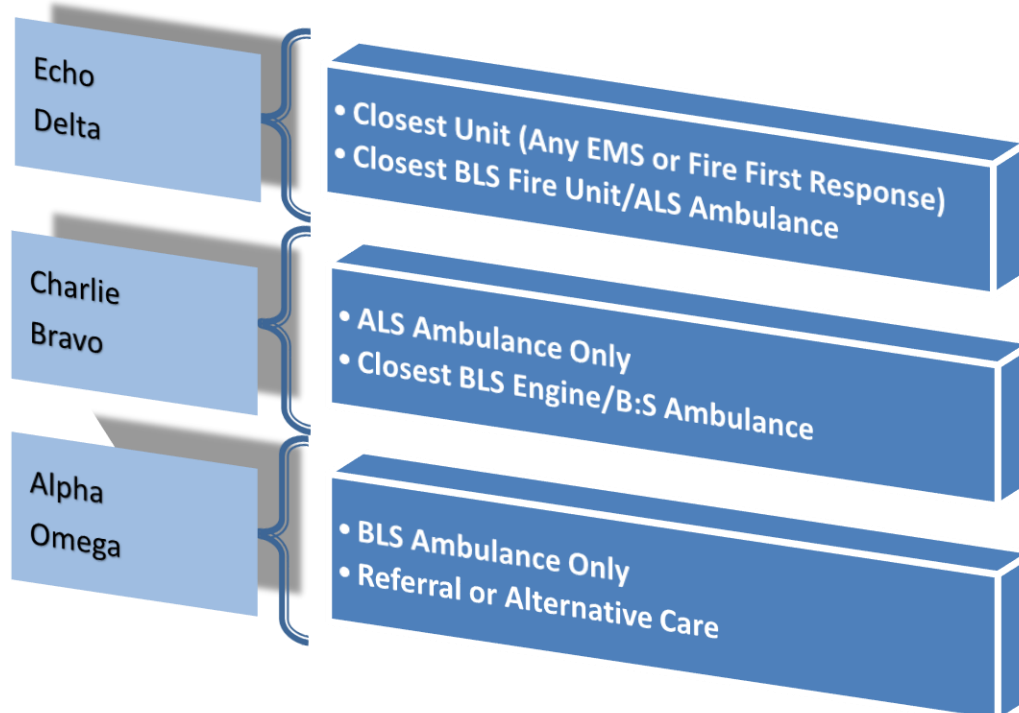 Echo
Delta
• Closest Unit (Any EMS or Fire First Response)
• Closest BLS Fire Unit/ALS Ambulance
Charlie
Bravo
• ALS Ambulance Only
• Closest BLS Engine/B:S Ambulance
Alpha
Omega
• BLS Ambulance Only
• Referral or Alternative Care